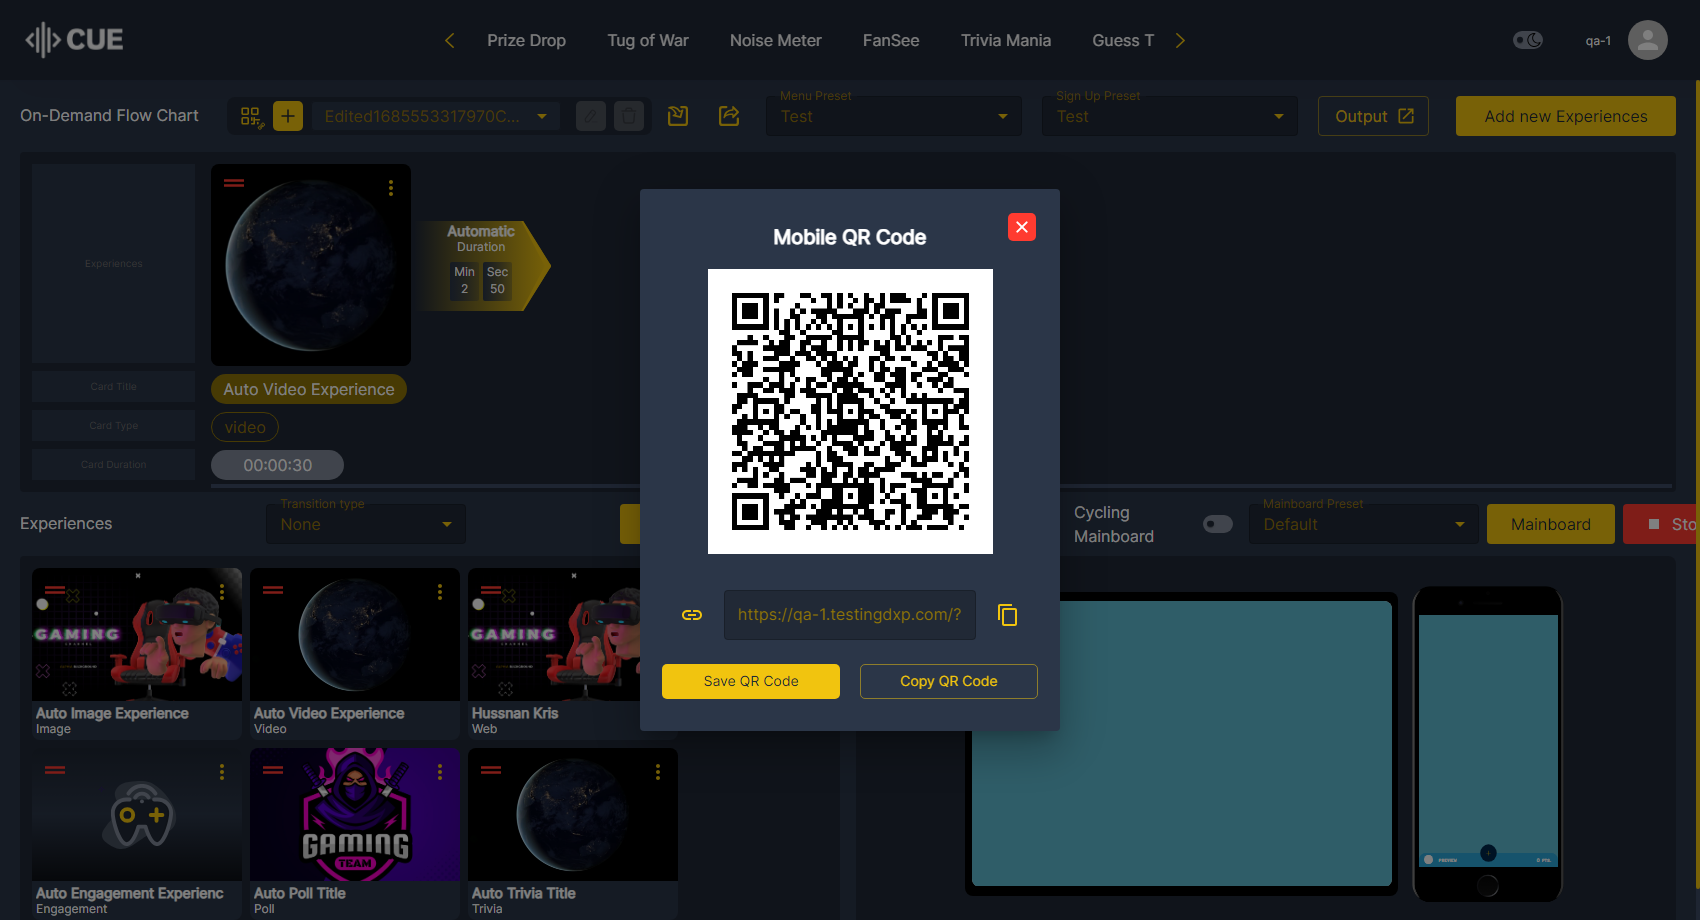 CUE
Prize Drop
Tug of War
Noise Meter
FanSee
Trivia Mania
Guess T
qa-1
On-Demand Flow Chart
Edited1685553317970C...
Menu Preset
Test
Sign Up Preset
Test
Output
Add new Experiences
Experiences
Automatic
Duration
Min
Sec
2
50
Card Title
Auto Video Experience
Card Type
video
Card Duration
00:00:30
Mobile QR Code
https://qa-1.testingdxp.com/?
Save QR Code
Copy QR Code
Experiences
Transition type
None
Cycling
Mainboard
Mainboard Preset
Default
Mainboard
Sto
GAMING
GAMING
Auto Image Experience
Image
Auto Video Experience
Video
Hussnan Kris
Web
GAMING
TEAM
Auto Engagement Experienc
Engagement
Auto Poll Title
Poll
Auto Trivia Title
Trivia
PREVIEW
0 PTS.